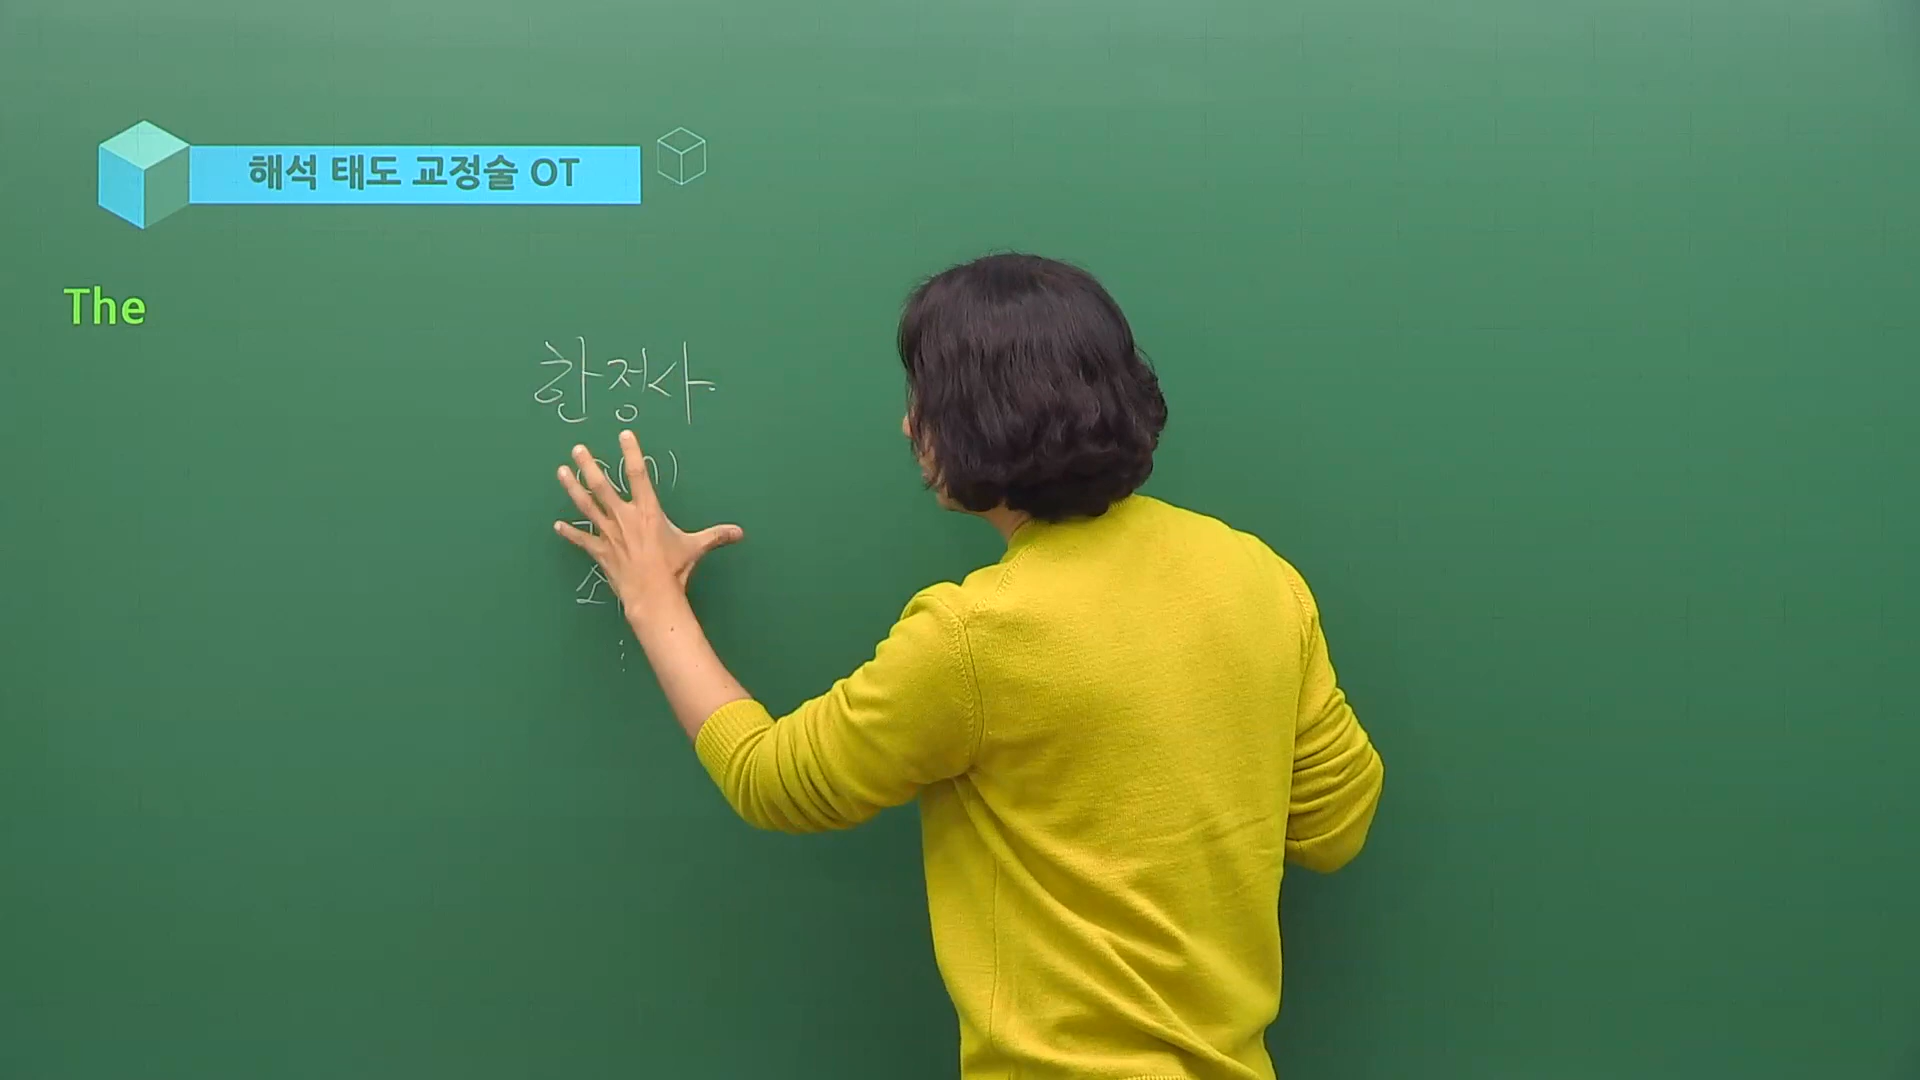 해석 태도 교정술 OT
The
한정사.
a(n)